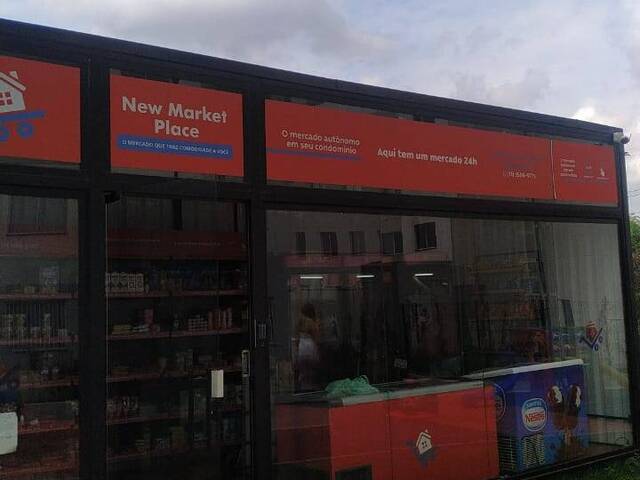 New Market
Place
O MERCADO QUE TRAZ COMODIDADE A VOCÊ
O mercado autônomo
em seu condomínio
Aqui tem um mercado 24h
Nestlé